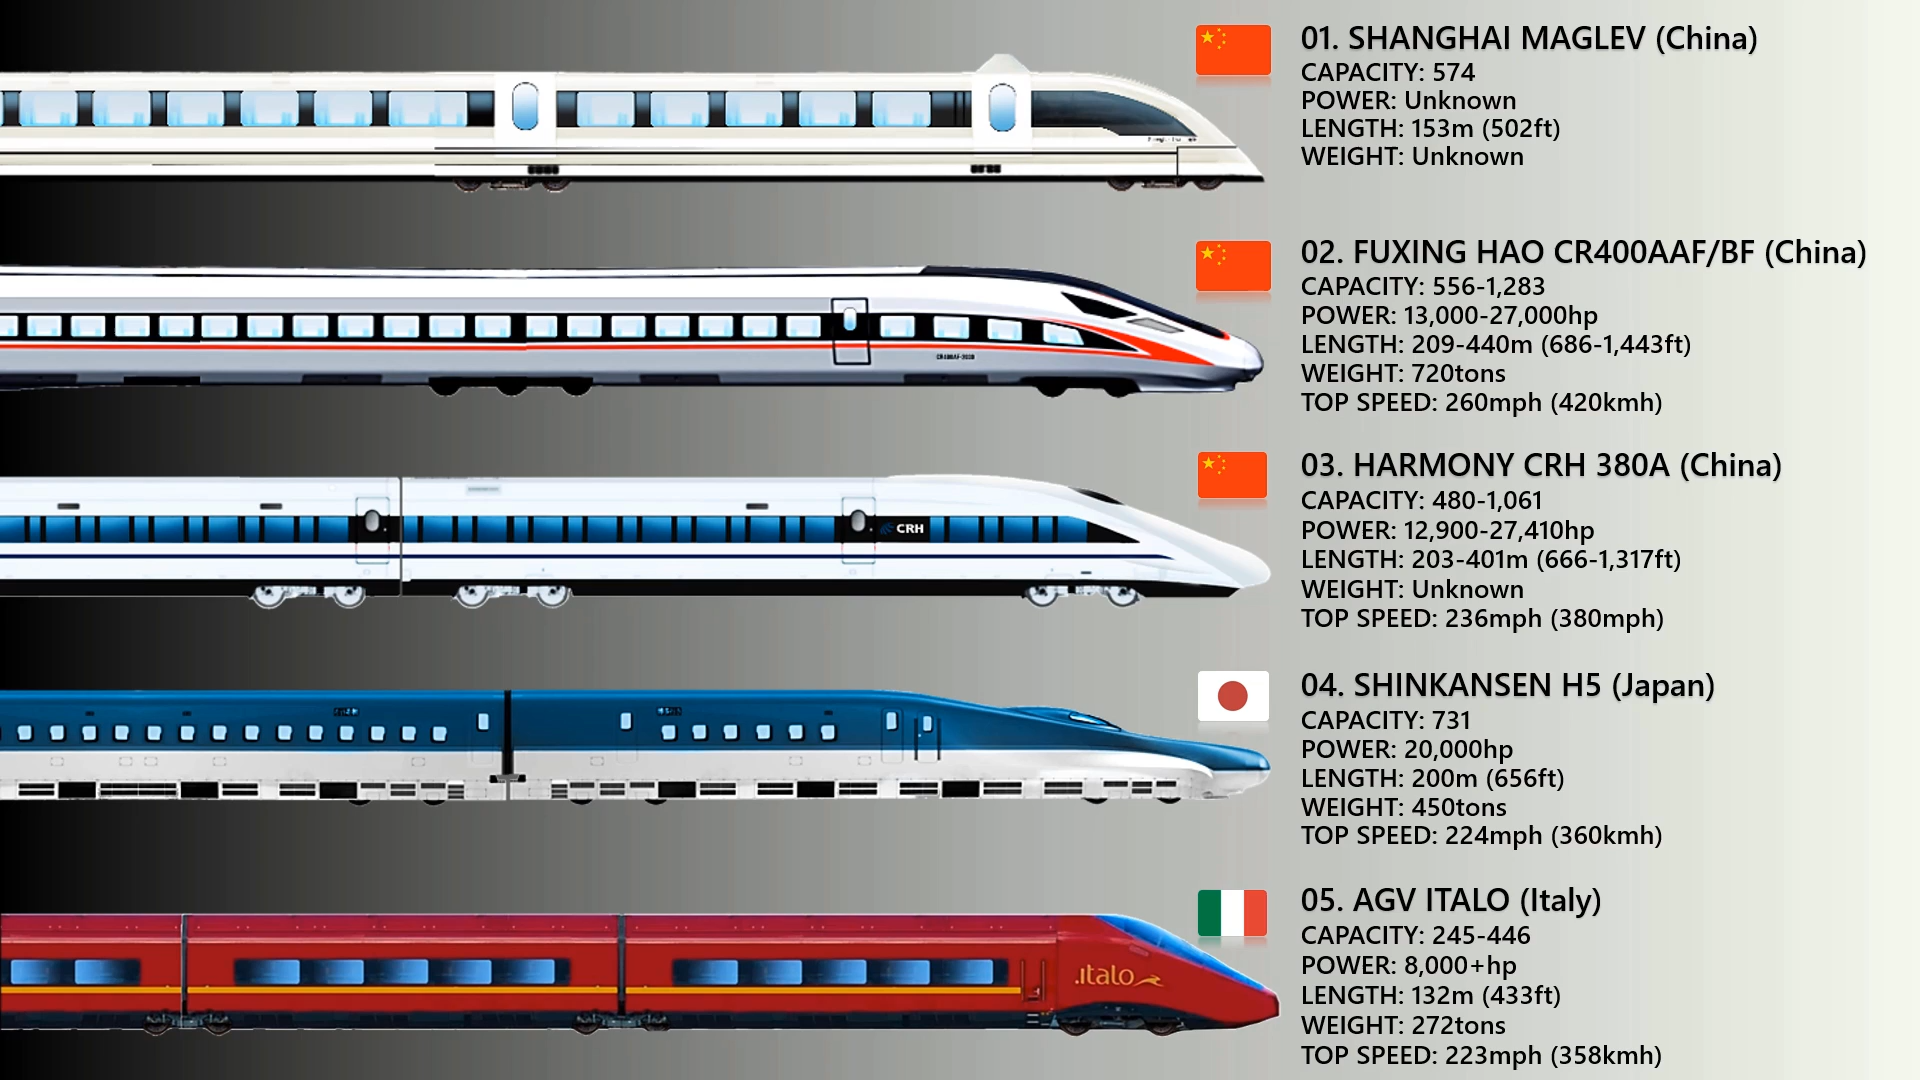 01. SHANGHAI MAGLEV (China)
CAPACITY: 574
POWER: Unknown
LENGTH: 153m (502ft)
WEIGHT: Unknown
02. FUXING HAO CR400AAF/BF (China)
CAPACITY: 556-1,283
POWER: 13,000-27,000hp
LENGTH: 209-440m (686-1,443ft)
WEIGHT: 720tons
TOP SPEED: 260mph (420kmh)
03. HARMONY CRH 380A (China)
CAPACITY: 480-1,061
POWER: 12,900-27,410hp
LENGTH: 203-401m (666-1,317ft)
WEIGHT: Unknown
TOP SPEED: 236mph (380mph)
CRH
04. SHINKANSEN H5 (Japan)
CAPACITY: 731
POWER: 20,000hp
LENGTH: 200m (656ft)
WEIGHT: 450tons
TOP SPEED: 224mph (360kmh)
05. AGV ITALO (Italy)
CAPACITY: 245-446
POWER: 8,000+hp
LENGTH: 132m (433ft)
WEIGHT: 272tons
TOP SPEED: 223mph (358kmh)
.italo